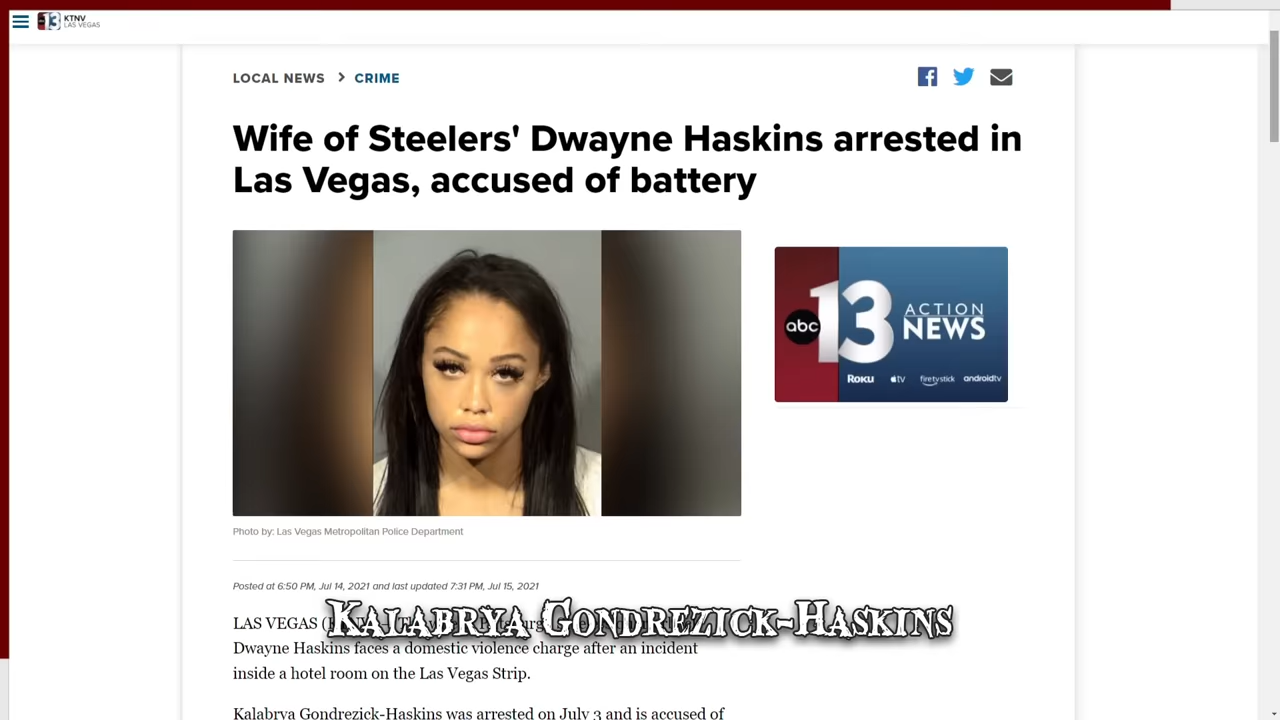 13 KTNV
LAS VEGAS
LOCAL NEWS > CRIME
Wife of Steelers' Dwayne Haskins arrested in
Las Vegas, accused of battery
abc 13 ACTION
NEWS
Roku tv firetystick androidtv
Photo by: Las Vegas Metropolitan Police Department
Posted at 6:50 PM, Jul 14, 2021 and last updated 7:31 PM, Jul 15, 2021
Kalabrya Gondrezick-Haskins
LAS VEGAS
Dwayne Haskins faces a domestic violence charge after an incident
inside a hotel room on the Las Vegas Strip.
Kalabrya Gondrezick-Haskins was arrested on July 3 and is accused of